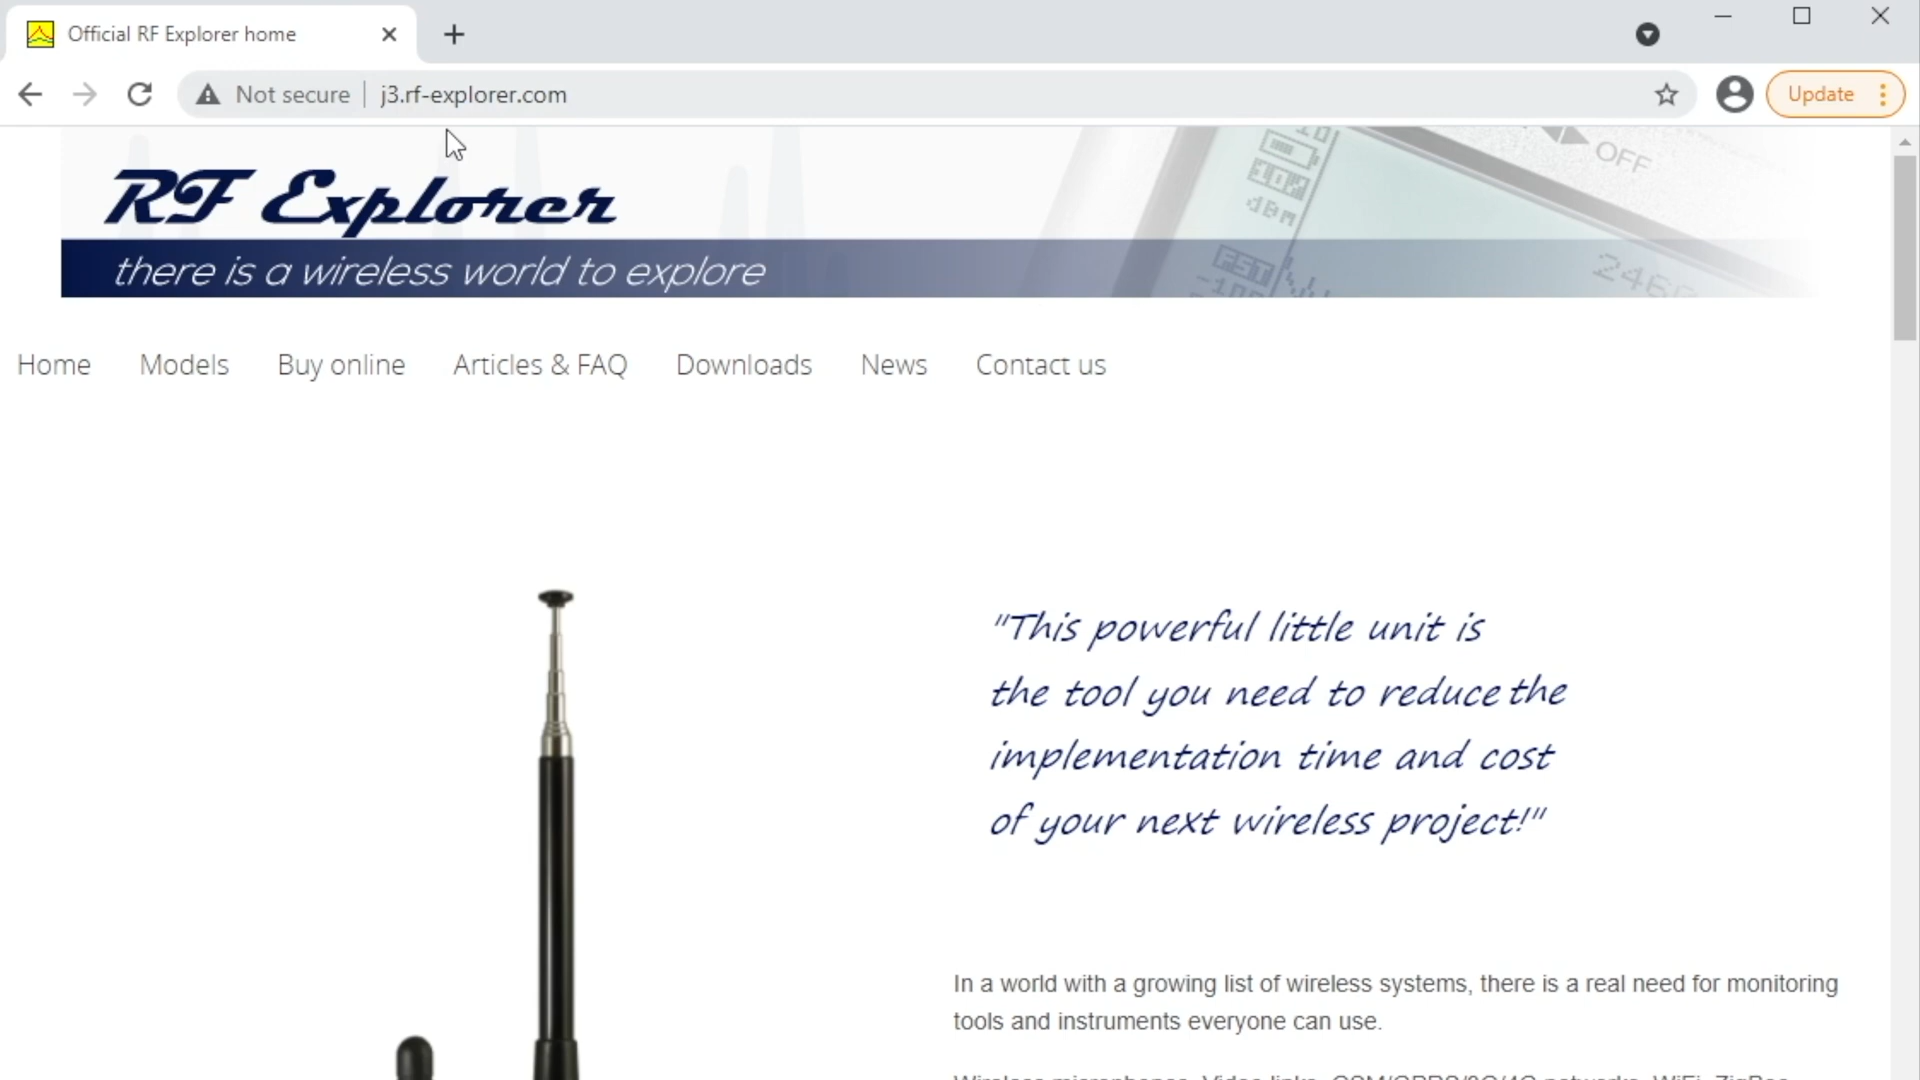 Official RF Explorer home
Not secure
j3.rf-explorer.com
Update
RF Explorer
there is a wireless world to explore
OFF
dBm
Home
Models
Buy online
Articles & FAQ
Downloads
News
Contact us
"This powerful little unit is
the tool you need to reduce the
implementation time and cost
of your next wireless project!"
In a world with a growing list of wireless systems, there is a real need for monitoring
tools and instruments everyone can use.